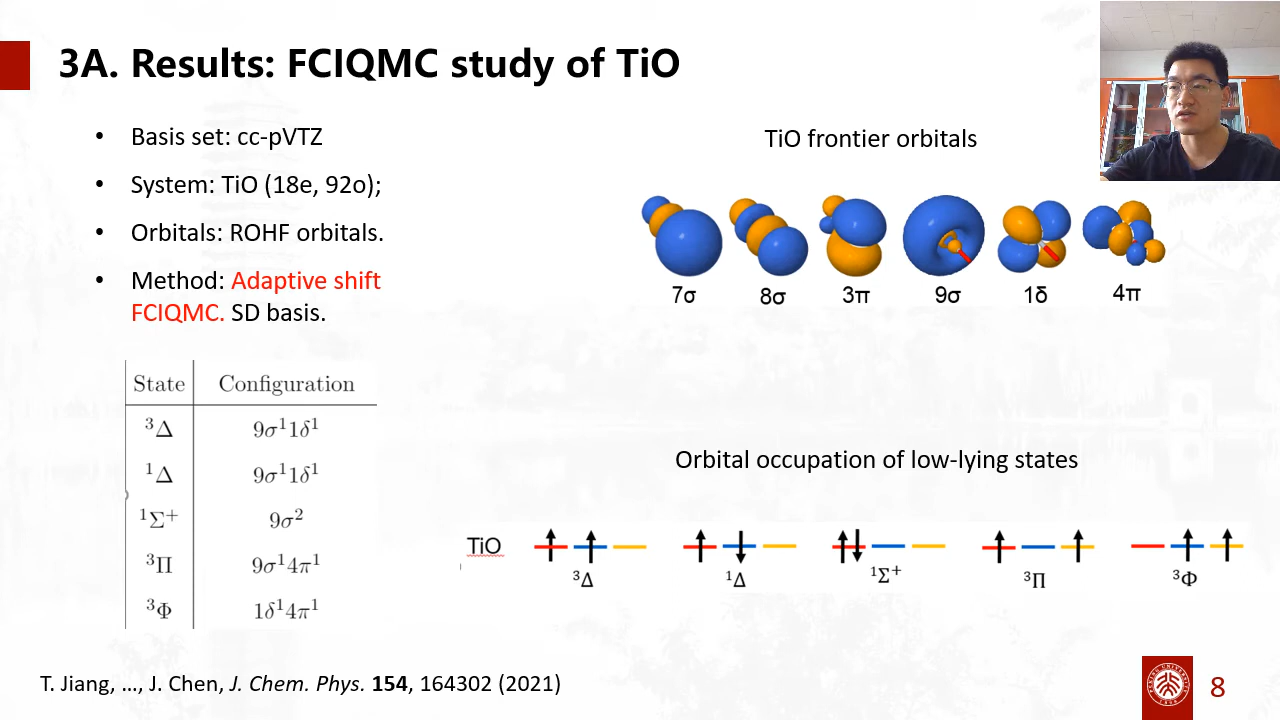 3A. Results: FCIQMC study of TiO
• Basis set: cc-pVTZ
• System: TiO (18e, 92o);
• Orbitals: ROHF orbitals.
• Method: Adaptive shift
FCIQMC. SD basis.
TiO frontier orbitals
7σ 8σ 3π 9σ 1δ 4π
State Configuration
³Δ 9σ¹1δ¹
¹Δ 9σ¹1δ¹
¹Σ⁺ 9σ²
³Π 9σ¹4π¹
³Φ 1δ¹4π¹
Orbital occupation of low-lying states
TiO
³Δ ¹Δ ¹Σ⁺ ³Π ³Φ
T. Jiang, …, J. Chen, J. Chem. Phys. 154, 164302 (2021)
8